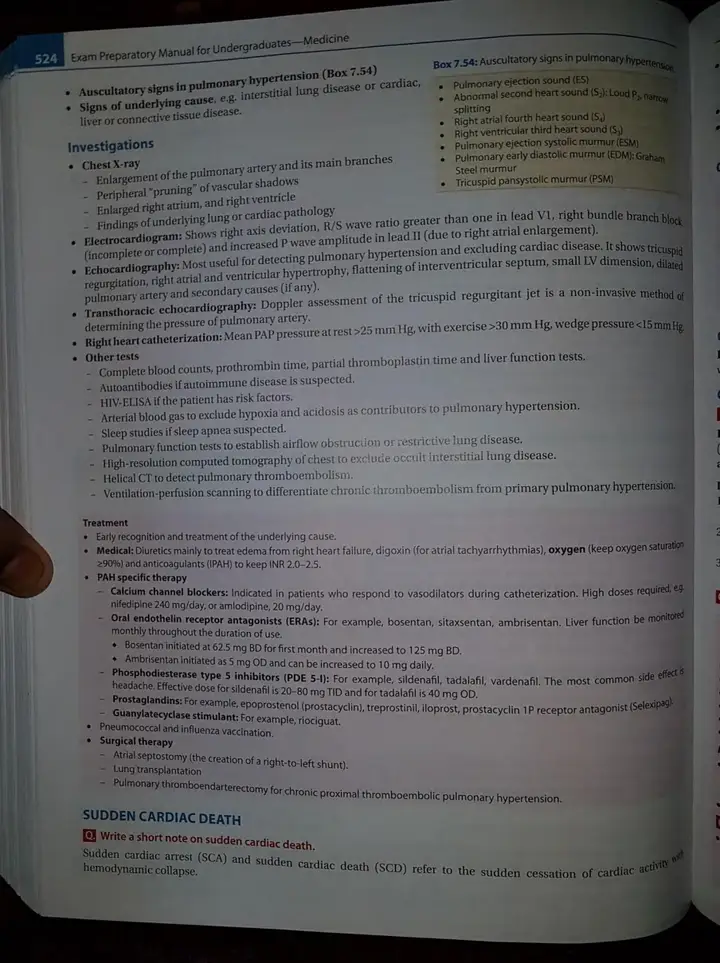 524 Exam Preparatory Manual for Undergraduates—Medicine
• Auscultatory signs in pulmonary hypertension (Box 7.54)
• Signs of underlying cause, e.g. interstitial lung disease or cardiac,
liver or connective tissue disease.
Box 7.54: Auscultatory signs in pulmonary hypertension
• Pulmonary ejection sound (ES)
• Abnormal second heart sound (S₂): Loud P₂, narrow
splitting
• Right atrial fourth heart sound (S₄)
• Right ventricular third heart sound (S₃)
• Pulmonary ejection systolic murmur (ESM)
• Pulmonary early diastolic murmur (EDM): Graham
Steel murmur
• Tricuspid pansystolic murmur (PSM)
Investigations
• Chest X-ray
– Enlargement of the pulmonary artery and its main branches
– Peripheral "pruning" of vascular shadows
– Enlarged right atrium, and right ventricle
– Findings of underlying lung or cardiac pathology
• Electrocardiogram: Shows right axis deviation, R/S wave ratio greater than one in lead V1, right bundle branch block
(incomplete or complete) and increased P wave amplitude in lead II (due to right atrial enlargement).
• Echocardiography: Most useful for detecting pulmonary hypertension and excluding cardiac disease. It shows tricuspid
regurgitation, right atrial and ventricular hypertrophy, flattening of interventricular septum, small LV dimension, dilated
pulmonary artery and secondary causes (if any).
• Transthoracic echocardiography: Doppler assessment of the tricuspid regurgitant jet is a non-invasive method of
determining the pressure of pulmonary artery.
• Right heart catheterization: Mean PAP pressure at rest >25 mm Hg, with exercise >30 mm Hg, wedge pressure <15 mm Hg
• Other tests
– Complete blood counts, prothrombin time, partial thromboplastin time and liver function tests.
– Autoantibodies if autoimmune disease is suspected.
– HIV-ELISA if the patient has risk factors.
– Arterial blood gas to exclude hypoxia and acidosis as contributors to pulmonary hypertension.
– Sleep studies if sleep apnea suspected.
– Pulmonary function tests to establish airflow obstruction or restrictive lung disease.
– High-resolution computed tomography of chest to exclude occult interstitial lung disease.
– Helical CT to detect pulmonary thromboembolism.
– Ventilation-perfusion scanning to differentiate chronic thromboembolism from primary pulmonary hypertension.
Treatment
• Early recognition and treatment of the underlying cause.
• Medical: Diuretics mainly to treat edema from right heart failure, digoxin (for atrial tachyarrhythmias), oxygen (keep oxygen saturation
≥90%) and anticoagulants (IPAH) to keep INR 2.0–2.5.
• PAH specific therapy
– Calcium channel blockers: Indicated in patients who respond to vasodilators during catheterization. High doses required, e.g.
nifedipine 240 mg/day, or amlodipine, 20 mg/day.
– Oral endothelin receptor antagonists (ERAs): For example, bosentan, sitaxsentan, ambrisentan. Liver function be monitored
monthly throughout the duration of use.
• Bosentan initiated at 62.5 mg BD for first month and increased to 125 mg BD.
• Ambrisentan initiated as 5 mg OD and can be increased to 10 mg daily.
– Phosphodiesterase type 5 inhibitors (PDE 5-I): For example, sildenafil, tadalafil, vardenafil. The most common side effect is
headache. Effective dose for sildenafil is 20–80 mg TID and for tadalafil is 40 mg OD.
– Prostaglandins: For example, epoprostenol (prostacyclin), treprostinil, iloprost, prostacyclin 1P receptor antagonist (Selexipag).
– Guanylatecyclase stimulant: For example, riociguat.
• Pneumococcal and influenza vaccination.
• Surgical therapy
– Atrial septostomy (the creation of a right-to-left shunt).
– Lung transplantation
– Pulmonary thromboendarterectomy for chronic proximal thromboembolic pulmonary hypertension.
SUDDEN CARDIAC DEATH
Q. Write a short note on sudden cardiac death.
Sudden cardiac arrest (SCA) and sudden cardiac death (SCD) refer to the sudden cessation of cardiac activity with
hemodynamic collapse.